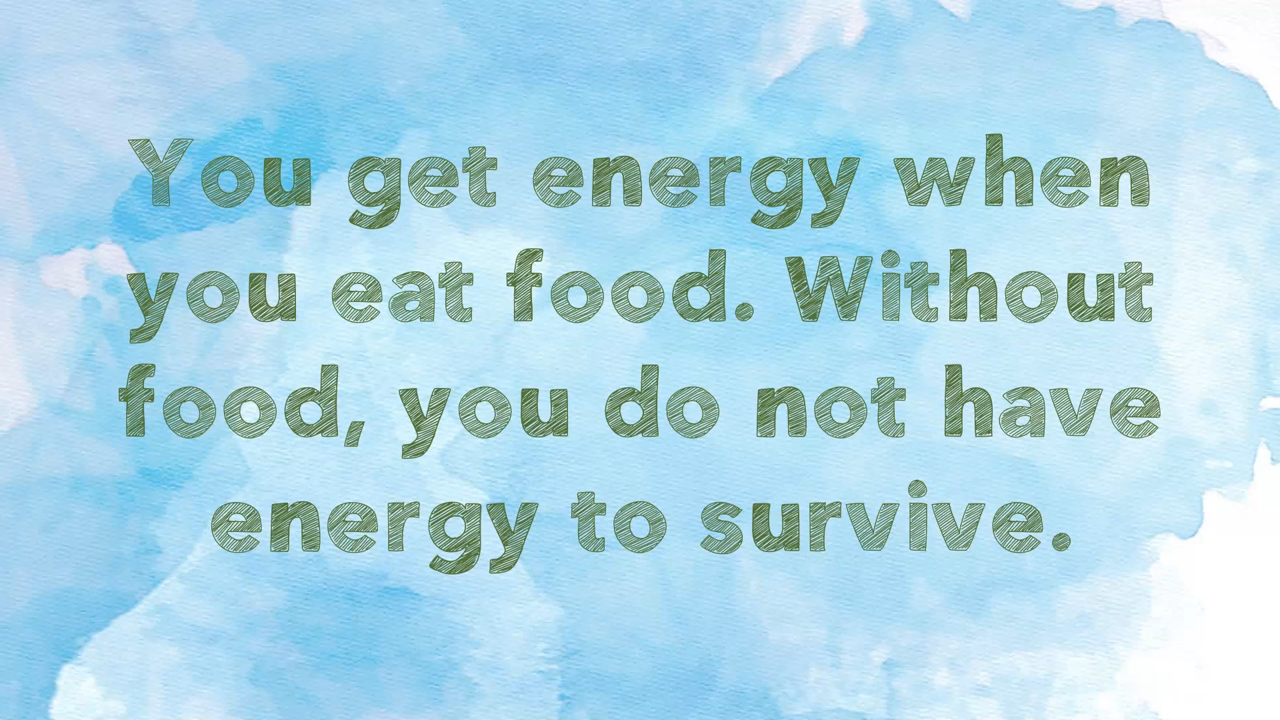 You get energy when
you eat food. Without
food, you do not have
energy to survive.